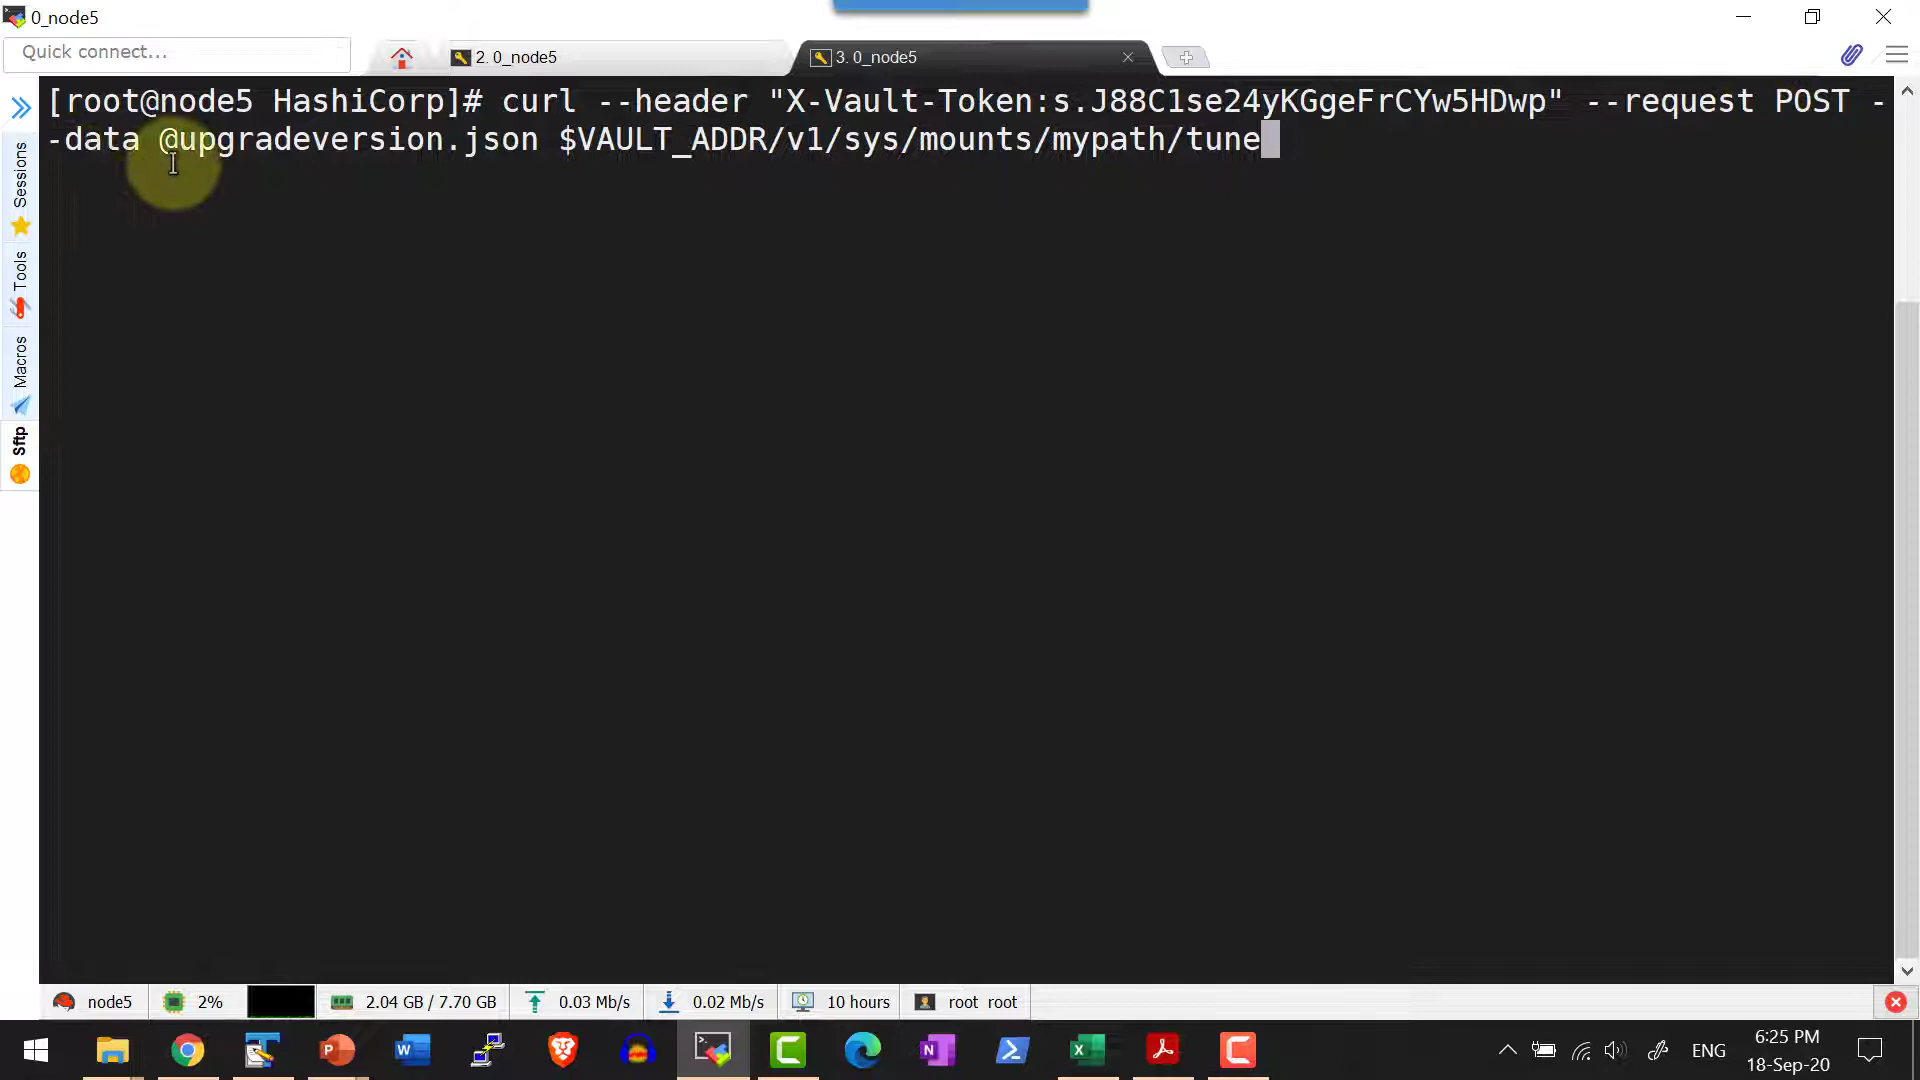 0_node5
Quick connect...
2. 0_node5
3. 0_node5
[root@node5 HashiCorp]# curl --header "X-Vault-Token:s.J88C1se24yKGgeFrCYw5HDwp" --request POST -
-data @upgradeversion.json $VAULT_ADDR/v1/sys/mounts/mypath/tune
Sessions
Tools
Macros
Sftp
node5
2%
2.04 GB / 7.70 GB
0.03 Mb/s
0.02 Mb/s
10 hours
root root
ENG
6:25 PM
18-Sep-20